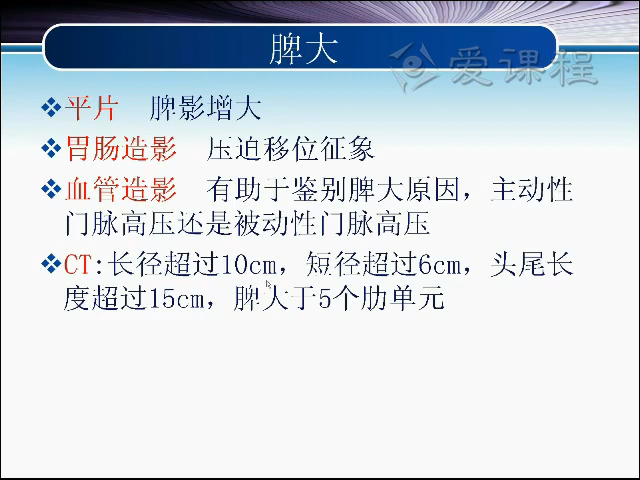 脾大
爱课程
❖平片 脾影增大
❖胃肠造影 压迫移位征象
❖血管造影 有助于鉴别脾大原因，主动性
门脉高压还是被动性门脉高压
❖CT:长径超过10cm，短径超过6cm，头尾长
度超过15cm，脾大于5个肋单元